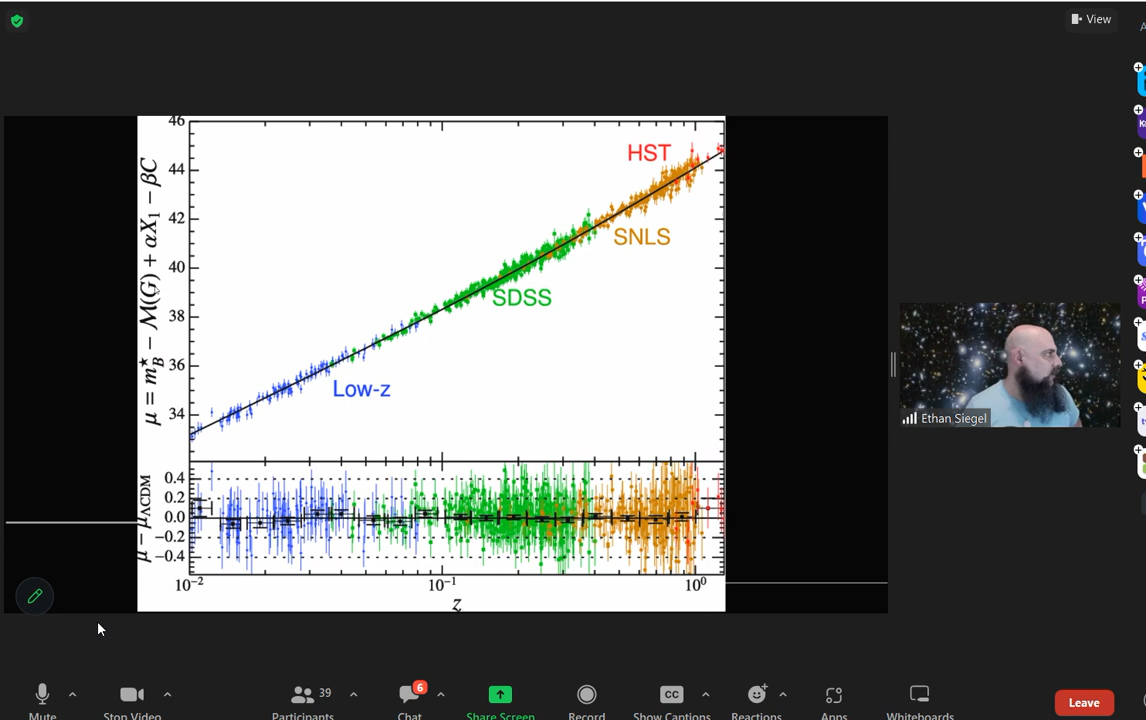 View
46
44
42
40
38
36
34
μ = m★B − M(G) + αX1 − βC
HST
SNLS
SDSS
Low-z
0.4
0.2
0.0
−0.2
−0.4
μ − μΛCDM
10−2
10−1
100
z
Ethan Siegel
39
6
CC
Mute
Stop Video
Participants
Chat
Share Screen
Record
Show Captions
Reactions
Apps
Whiteboards
Leave